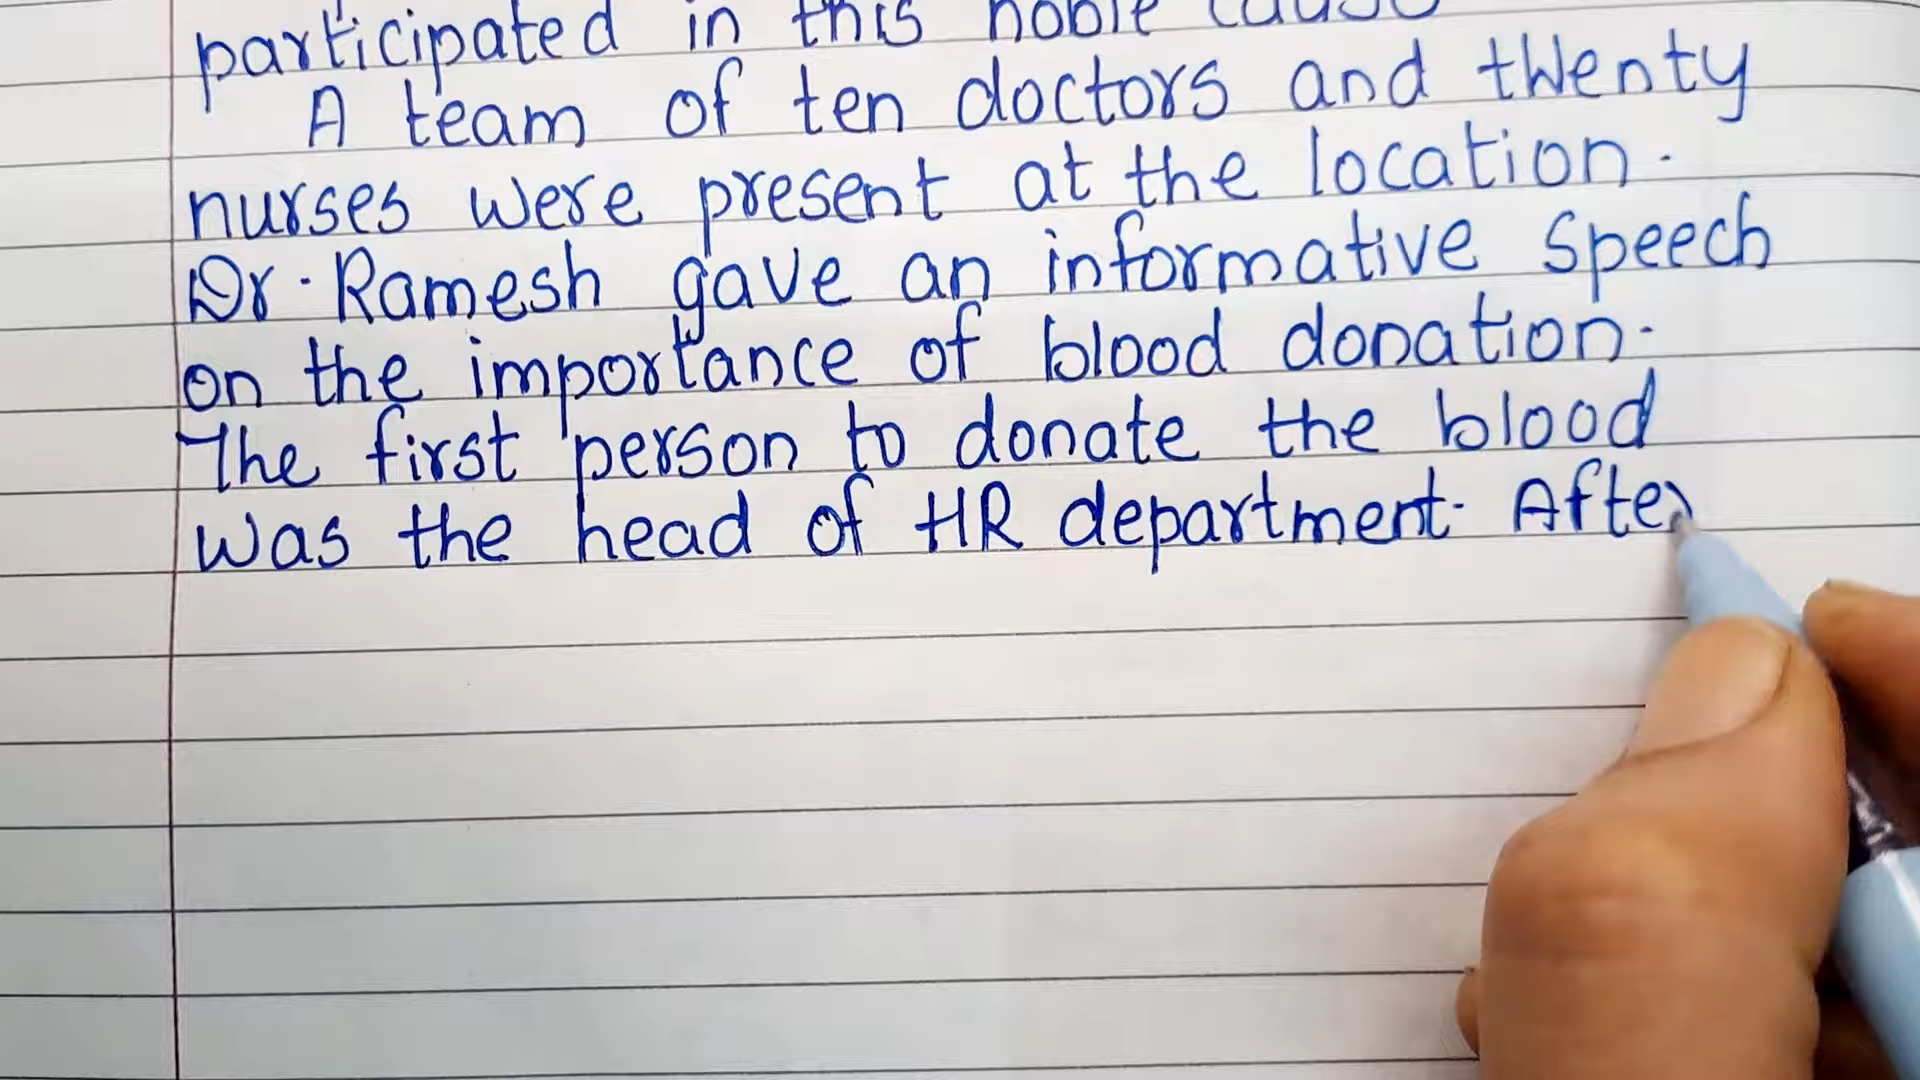 participated in this noble cause
A team of ten doctors and twenty
nurses were present at the location.
Dr. Ramesh gave an informative speech
on the importance of blood donation.
The first person to donate the blood
was the head of HR department. After